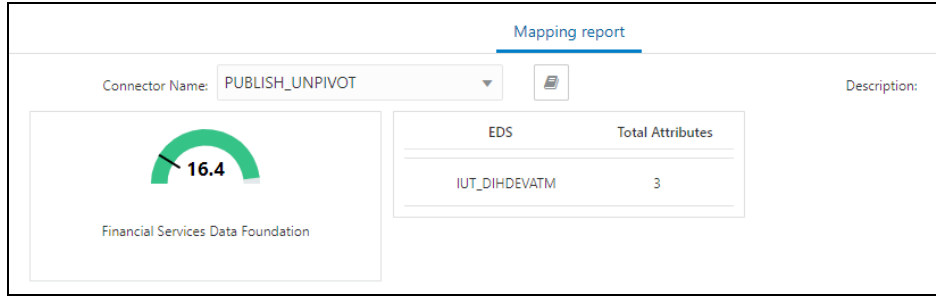 Mapping report
Connector Name: PUBLISH_UNPIVOT
Description:
16.4
Financial Services Data Foundation
EDS Total Attributes
IUT_DIHDEVATM 3